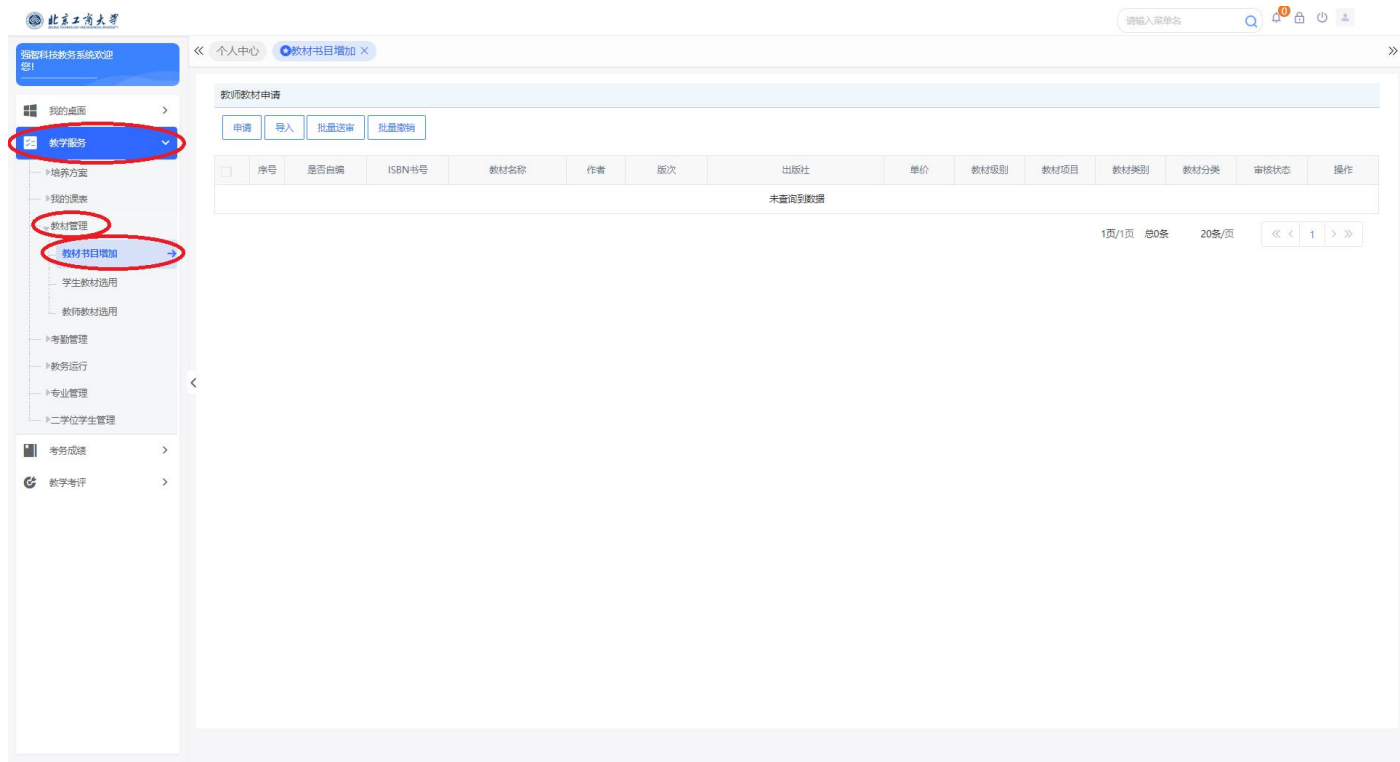 北京工商大学
请输入菜单名
0
强智科技教务系统欢迎
您!
个人中心 教材书目增加
我的桌面
教学服务
培养方案
我的课表
教材管理
教材书目增加
学生教材选用
教师教材选用
考勤管理
教务运行
专业管理
二学位学生管理
考务成绩
教学考评
教师教材申请
申请 导入 批量送审 批量撤销
序号 是否自编 ISBN书号 教材名称 作者 版次 出版社 单价 教材级别 教材项目 教材类别 教材分类 审核状态 操作
未查询到数据
1页/1页 总0条 20条/页 1